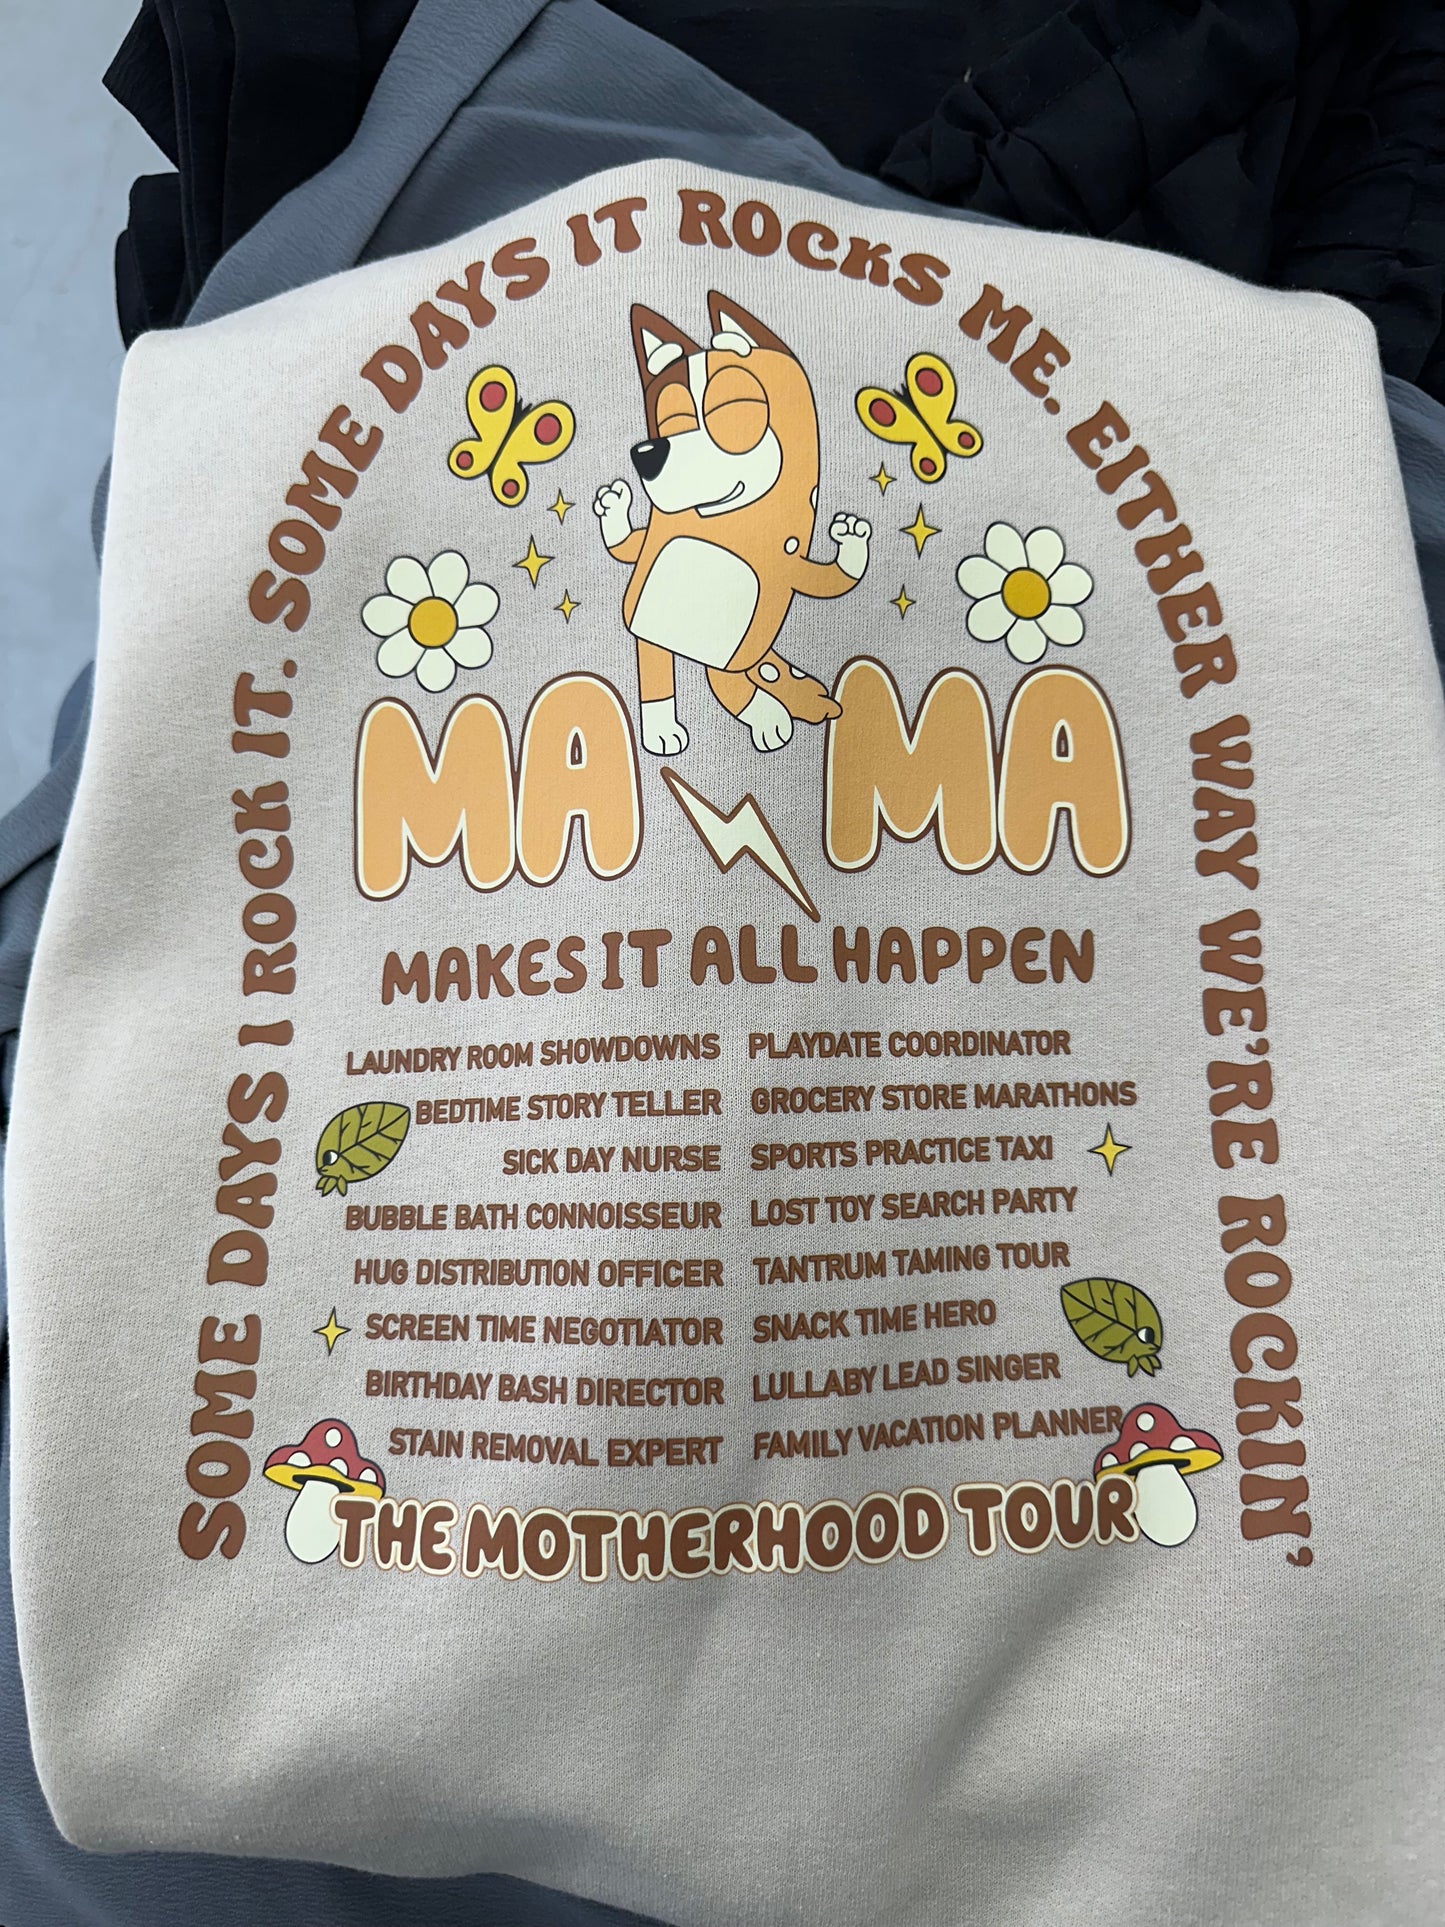 SOME DAYS I ROCK IT. SOME DAYS IT ROCKS ME. EITHER WAY WE'RE ROCKIN'
MAMA
MAKES IT ALL HAPPEN
LAUNDRY ROOM SHOWDOWNS PLAYDATE COORDINATOR
BEDTIME STORY TELLER GROCERY STORE MARATHONS
SICK DAY NURSE SPORTS PRACTICE TAXI
BUBBLE BATH CONNOISSEUR LOST TOY SEARCH PARTY
HUG DISTRIBUTION OFFICER TANTRUM TAMING TOUR
SCREEN TIME NEGOTIATOR SNACK TIME HERO
BIRTHDAY BASH DIRECTOR LULLABY LEAD SINGER
STAIN REMOVAL EXPERT FAMILY VACATION PLANNER
THE MOTHERHOOD TOUR